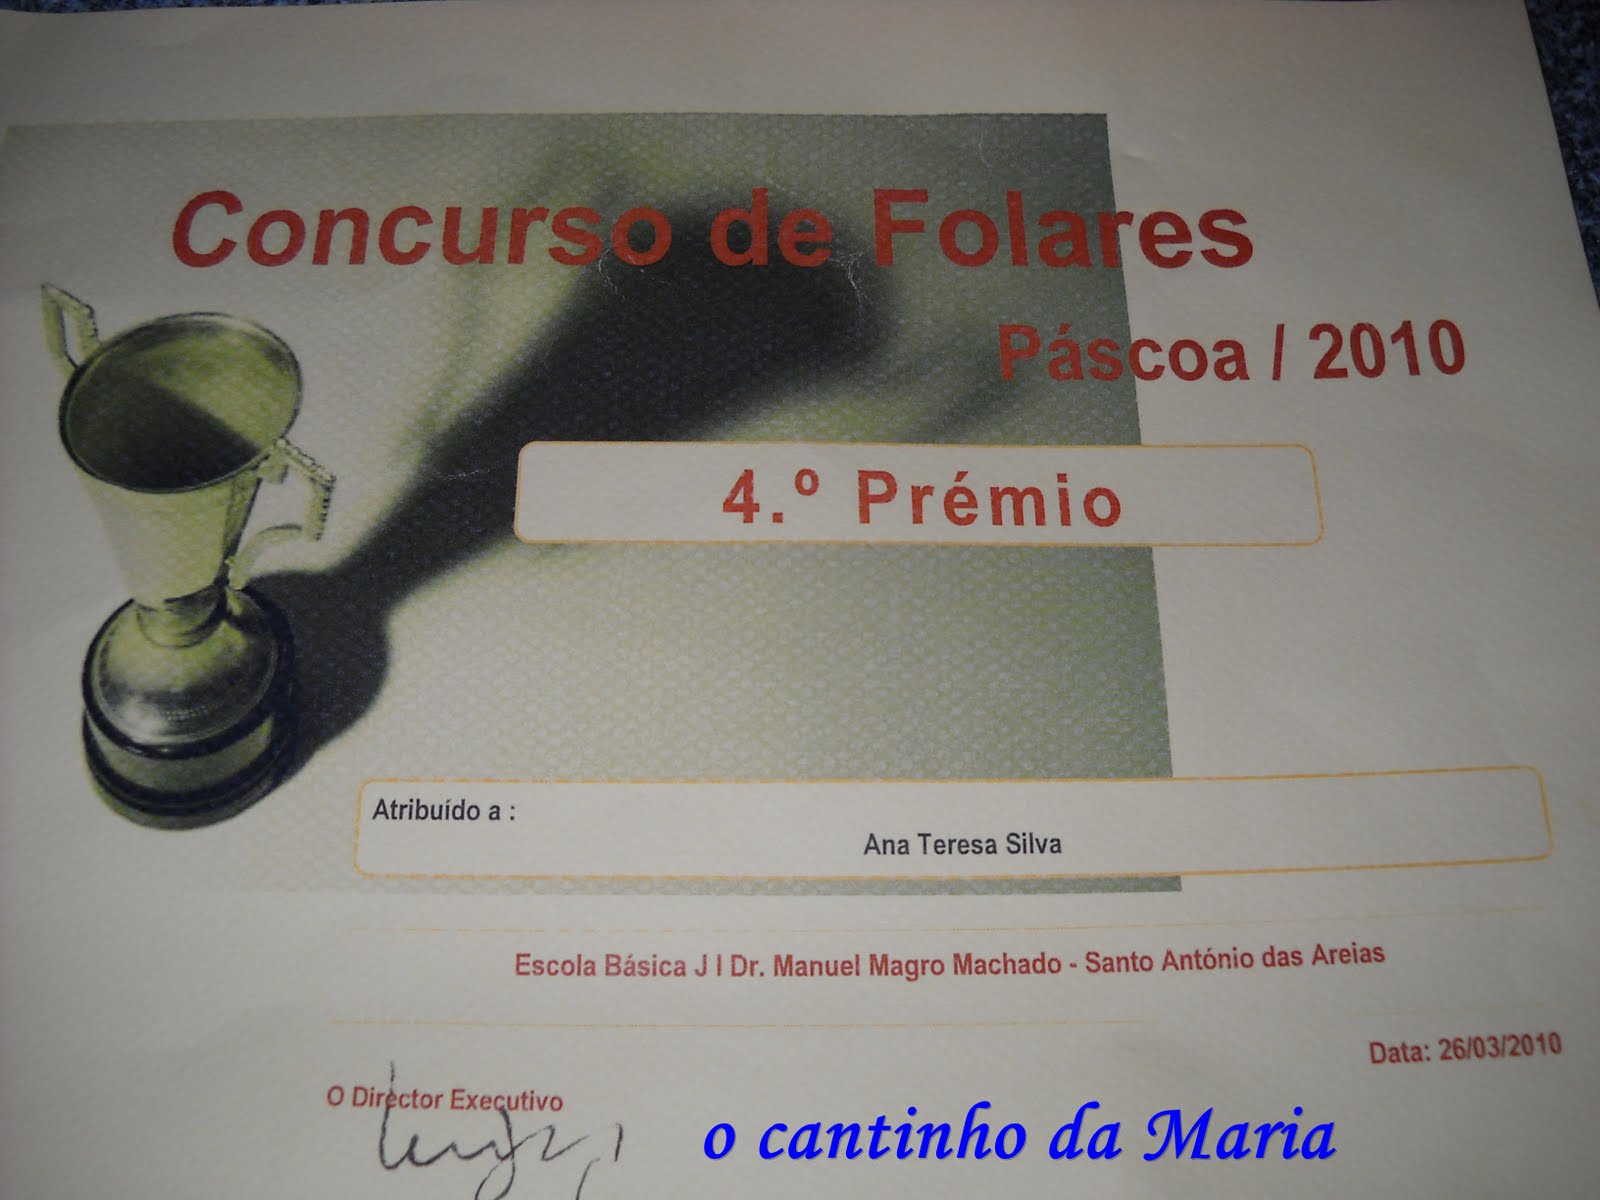 Concurso de Folares
Páscoa / 2010
4.º Prémio
Atribuído a :
Ana Teresa Silva
Escola Básica J I Dr. Manuel Magro Machado - Santo António das Areias
Data: 26/03/2010
O Director Executivo
o cantinho da Maria